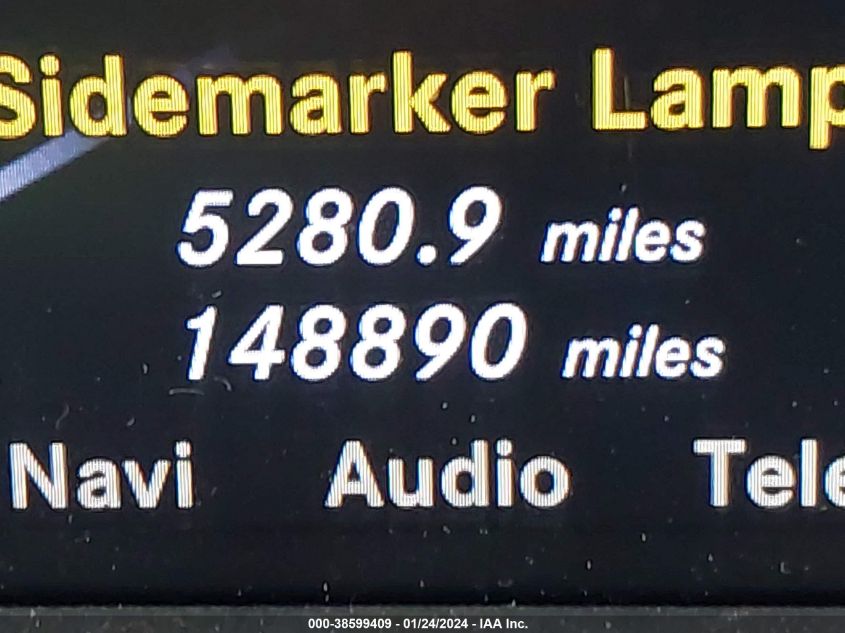 Sidemarker Lamp
5280.9 miles
148890 miles
Navi Audio Tele
000-38599409 - 01/24/2024 - IAA Inc.